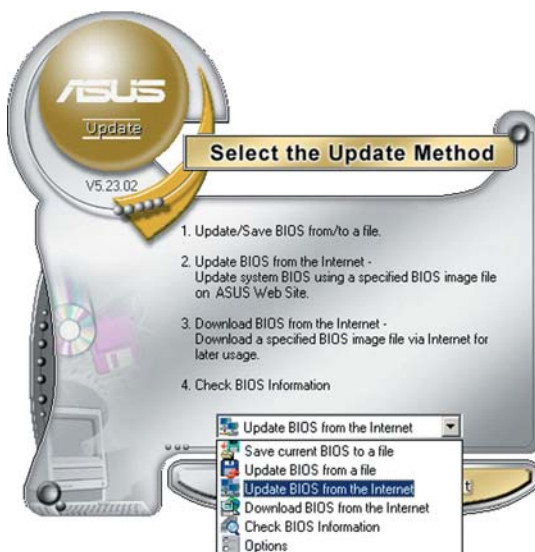 ASUS
Update
V5.23.02
Select the Update Method
1. Update/Save BIOS from/to a file.
2. Update BIOS from the Internet -
Update system BIOS using a specified BIOS image file
on ASUS Web Site.
3. Download BIOS from the Internet -
Download a specified BIOS image file via Internet for
later usage.
4. Check BIOS Information
Update BIOS from the Internet
Save current BIOS to a file
Update BIOS from a file
Update BIOS from the Internet
Download BIOS from the Internet
Check BIOS Information
Options